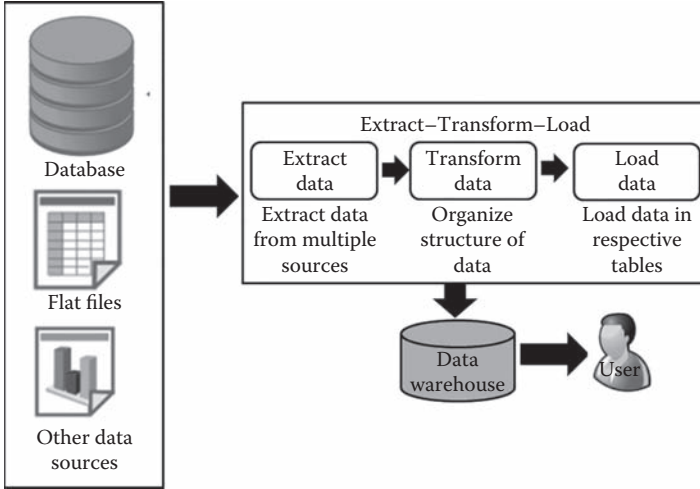 Database
Flat files
Other data
sources
Extract–Transform–Load
Extract
data
Extract data
from multiple
sources
Transform
data
Organize
structure of
data
Load
data
Load data in
respective
tables
Data
warehouse
User